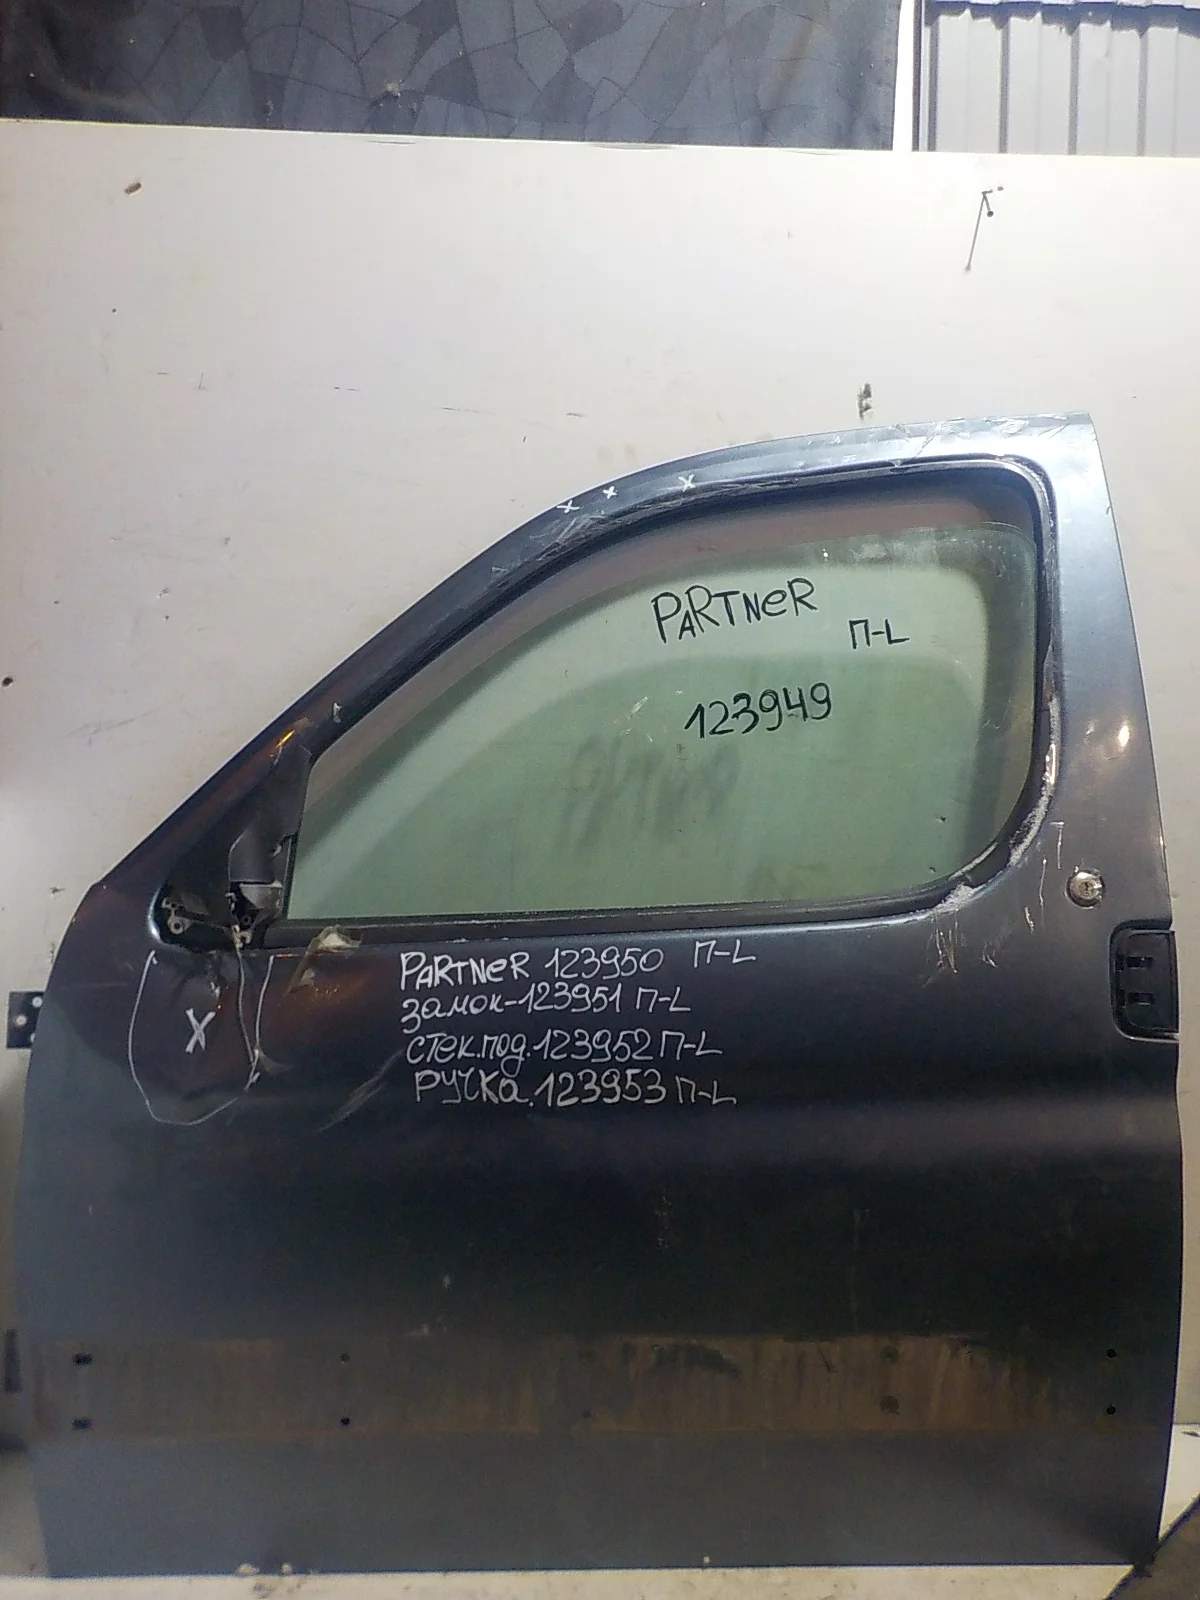 PARTNeR
П-L
123949
PARTNeR 123950 П-L
замок-123951 П-L
стек.под.123952 П-L
Ручка.123953 П-L